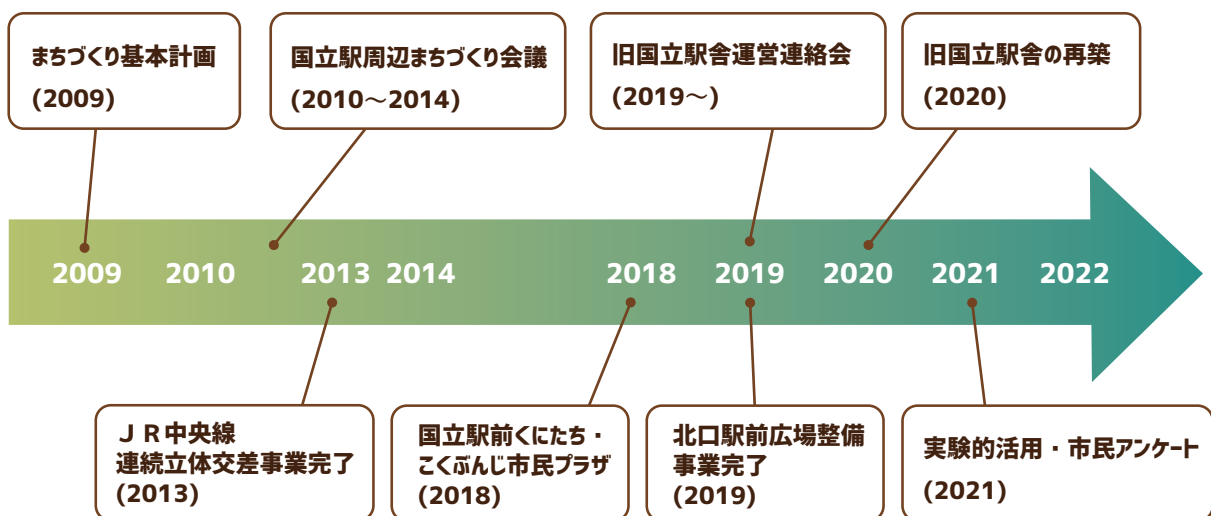 まちづくり基本計画
(2009)
国立駅周辺まちづくり会議
(2010～2014)
旧国立駅舎運営連絡会
(2019～)
旧国立駅舎の再築
(2020)
2009 2010 2013 2014 2018 2019 2020 2021 2022
ＪＲ中央線
連続立体交差事業完了
(2013)
国立駅前くにたち・
こくぶんじ市民プラザ
(2018)
北口駅前広場整備
事業完了
(2019)
実験的活用・市民アンケート
(2021)